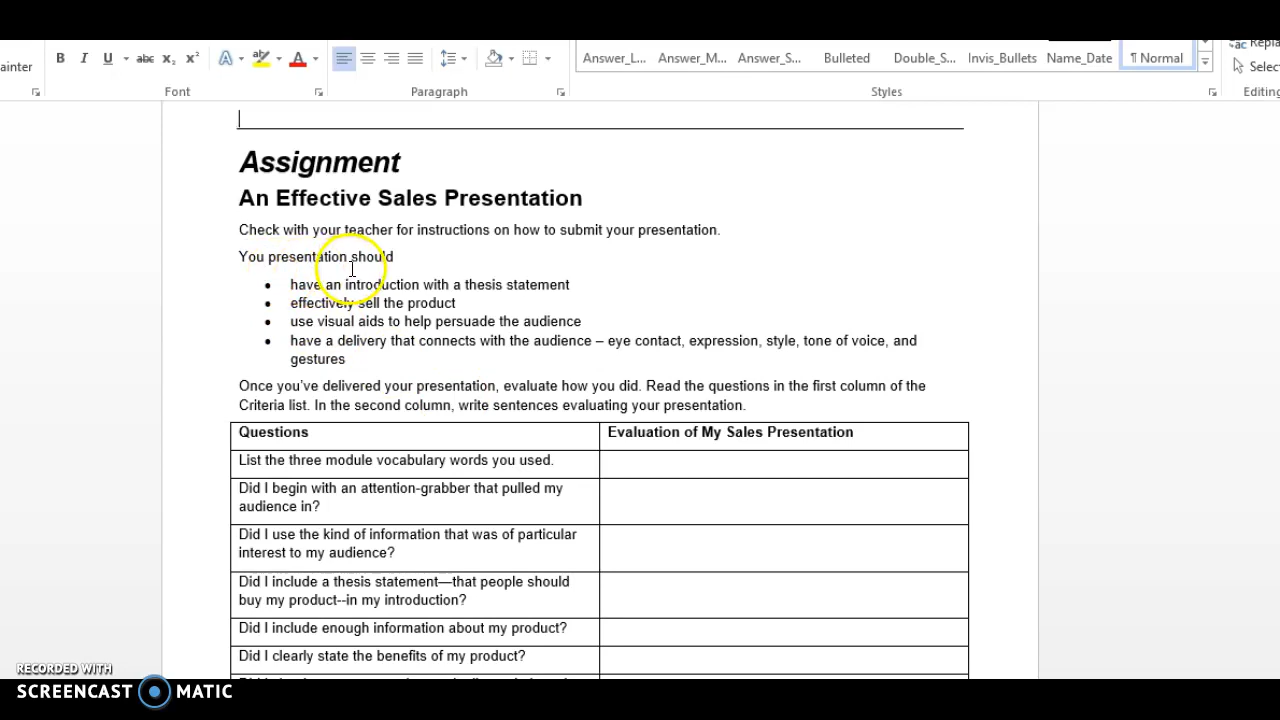 ainter
B I U abc x₂ x² A A
Answer_L... Answer_M... Answer_S... Bulleted Double_S... Invis_Bullets Name_Date ¶ Normal
Repla
Select
Font Paragraph Styles Editing
Assignment
An Effective Sales Presentation
Check with your teacher for instructions on how to submit your presentation.
You presentation should
• have an introduction with a thesis statement
• effectively sell the product
• use visual aids to help persuade the audience
• have a delivery that connects with the audience – eye contact, expression, style, tone of voice, and
gestures
Once you’ve delivered your presentation, evaluate how you did. Read the questions in the first column of the
Criteria list. In the second column, write sentences evaluating your presentation.
Questions Evaluation of My Sales Presentation
List the three module vocabulary words you used.
Did I begin with an attention-grabber that pulled my
audience in?
Did I use the kind of information that was of particular
interest to my audience?
Did I include a thesis statement—that people should
buy my product--in my introduction?
Did I include enough information about my product?
Did I clearly state the benefits of my product?
RECORDED WITH
SCREENCAST MATIC